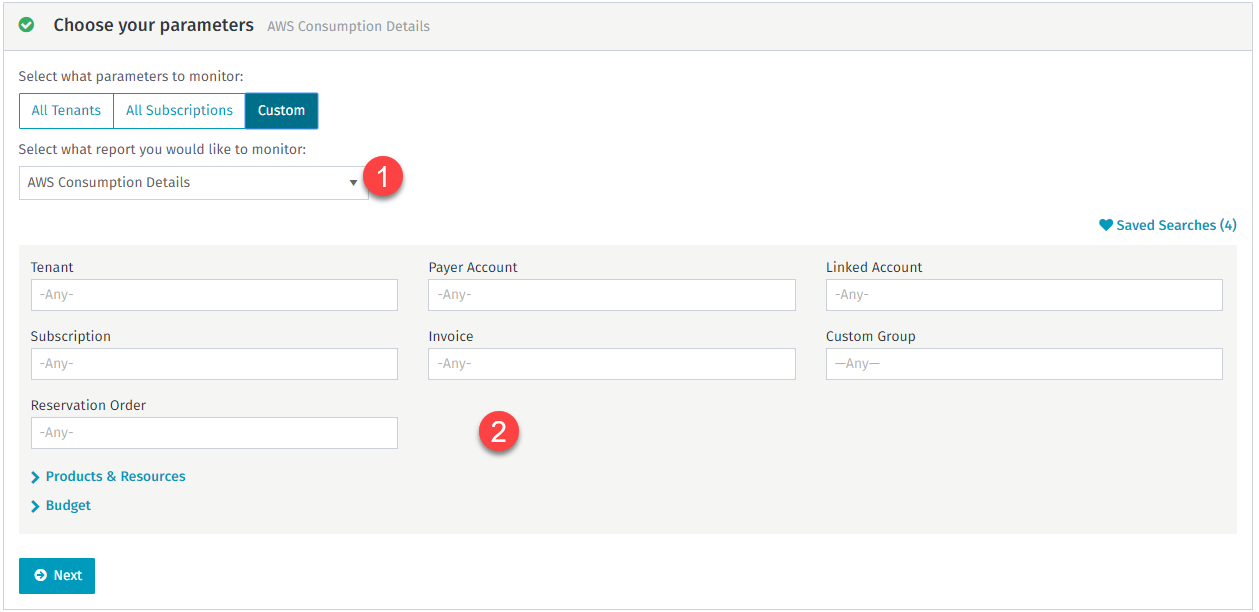 Choose your parameters AWS Consumption Details
Select what parameters to monitor:
All Tenants All Subscriptions Custom
Select what report you would like to monitor:
AWS Consumption Details 1
Saved Searches (4)
Tenant Payer Account Linked Account
-Any- -Any- -Any-
Subscription Invoice Custom Group
-Any- -Any- —Any—
Reservation Order
-Any- 2
Products & Resources
Budget
Next